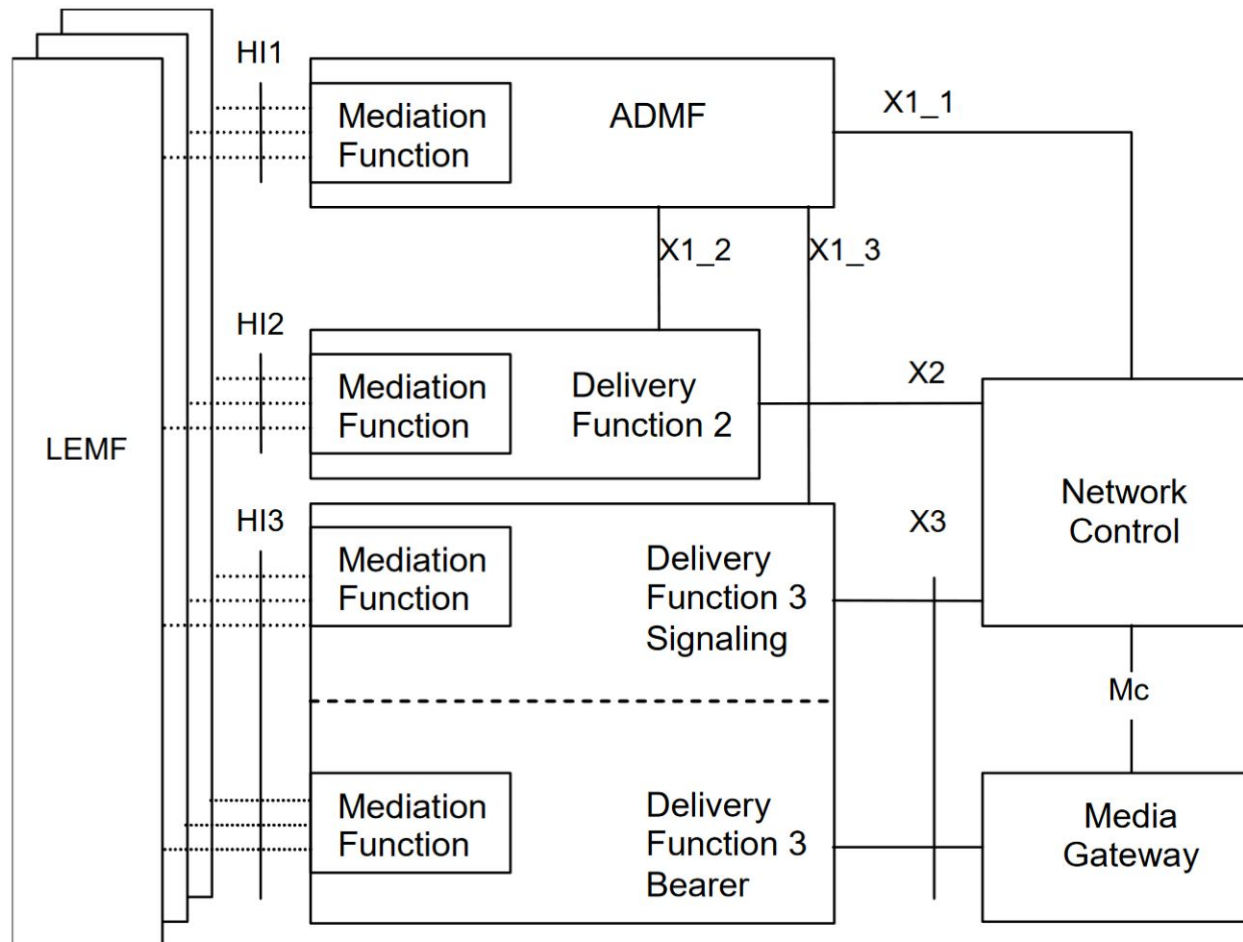 HI1
Mediation
Function
ADMF
X1_1
X1_2
X1_3
HI2
Mediation
Function
Delivery
Function 2
X2
LEMF
HI3
Mediation
Function
Delivery
Function 3
Signaling
X3
Network
Control
Mc
Mediation
Function
Delivery
Function 3
Bearer
Media
Gateway